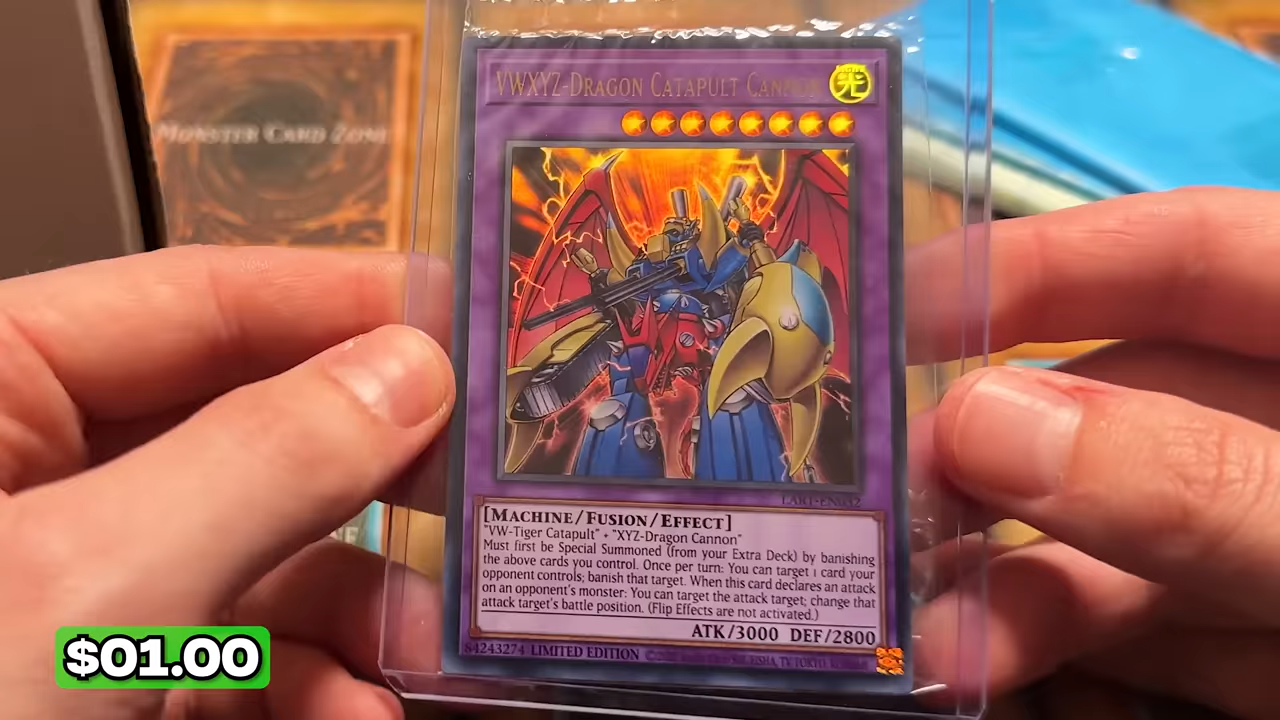 MONSTER CARD ZONE
VWXYZ-DRAGON CATAPULT CANNON
LIGHT
光
LART-EN032
[MACHINE/FUSION/EFFECT]
"VW-Tiger Catapult" + "XYZ-Dragon Cannon"
Must first be Special Summoned (from your Extra Deck) by banishing
the above cards you control. Once per turn: You can target 1 card your
opponent controls; banish that target. When this card declares an attack
on an opponent's monster: You can target the attack target; change that
attack target's battle position. (Flip Effects are not activated.)
ATK/3000 DEF/2800
84243274 LIMITED EDITION
$01.00